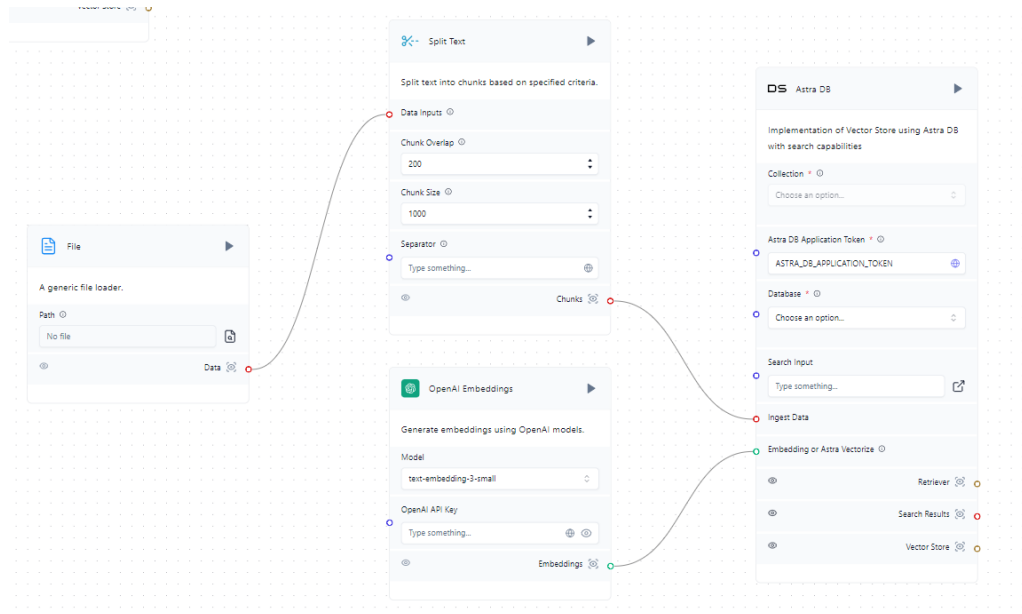 Vector Store
Split Text
Split text into chunks based on specified criteria.
Data Inputs
Chunk Overlap
200
Chunk Size
1000
Separator
Type something...
Chunks
File
A generic file loader.
Path
No file
Data
OpenAI Embeddings
Generate embeddings using OpenAI models.
Model
text-embedding-3-small
OpenAI API Key
Type something...
Embeddings
DS Astra DB
Implementation of Vector Store using Astra DB
with search capabilities
Collection *
Choose an option...
Astra DB Application Token *
ASTRA_DB_APPLICATION_TOKEN
Database *
Choose an option...
Search Input
Type something...
Ingest Data
Embedding or Astra Vectorize
Retriever
Search Results
Vector Store